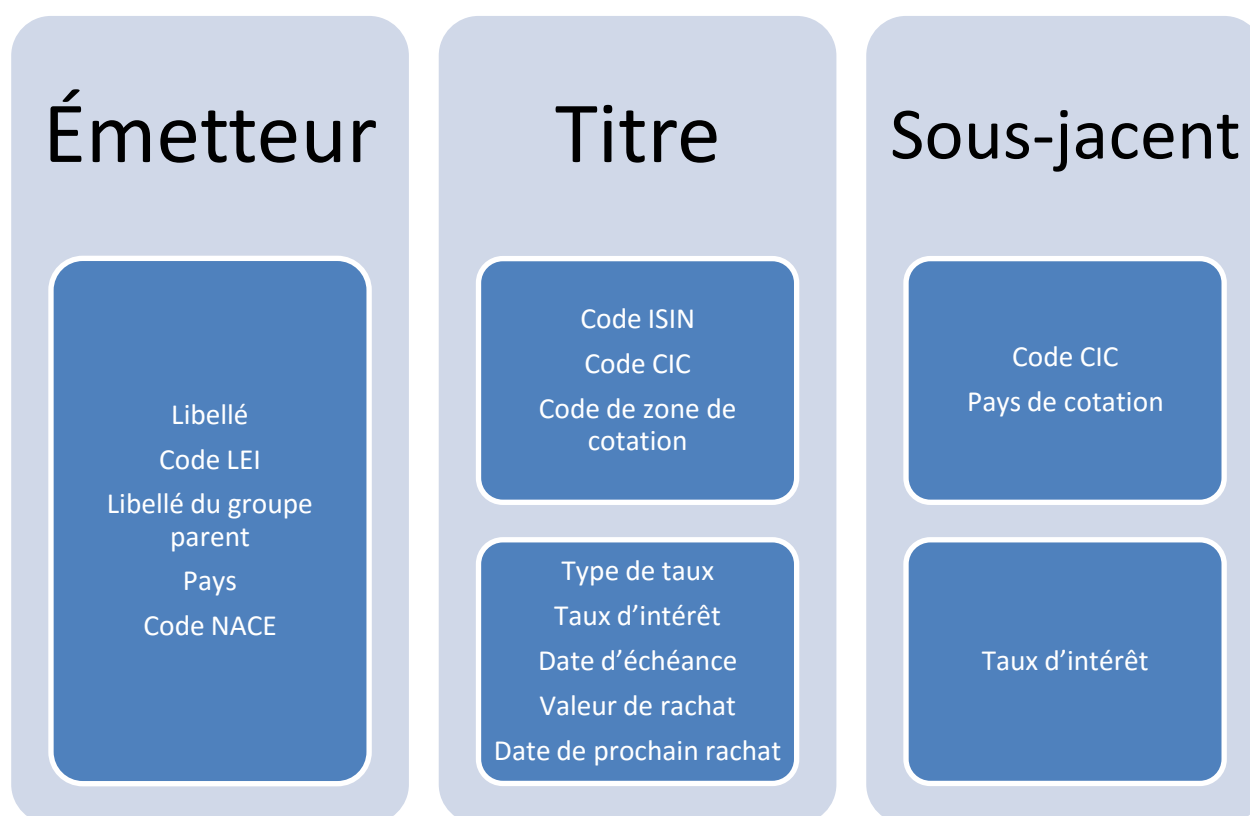 Émetteur
Libellé
Code LEI
Libellé du groupe
parent
Pays
Code NACE
Titre
Code ISIN
Code CIC
Code de zone de
cotation
Type de taux
Taux d’intérêt
Date d’échéance
Valeur de rachat
Date de prochain rachat
Sous-jacent
Code CIC
Pays de cotation
Taux d’intérêt